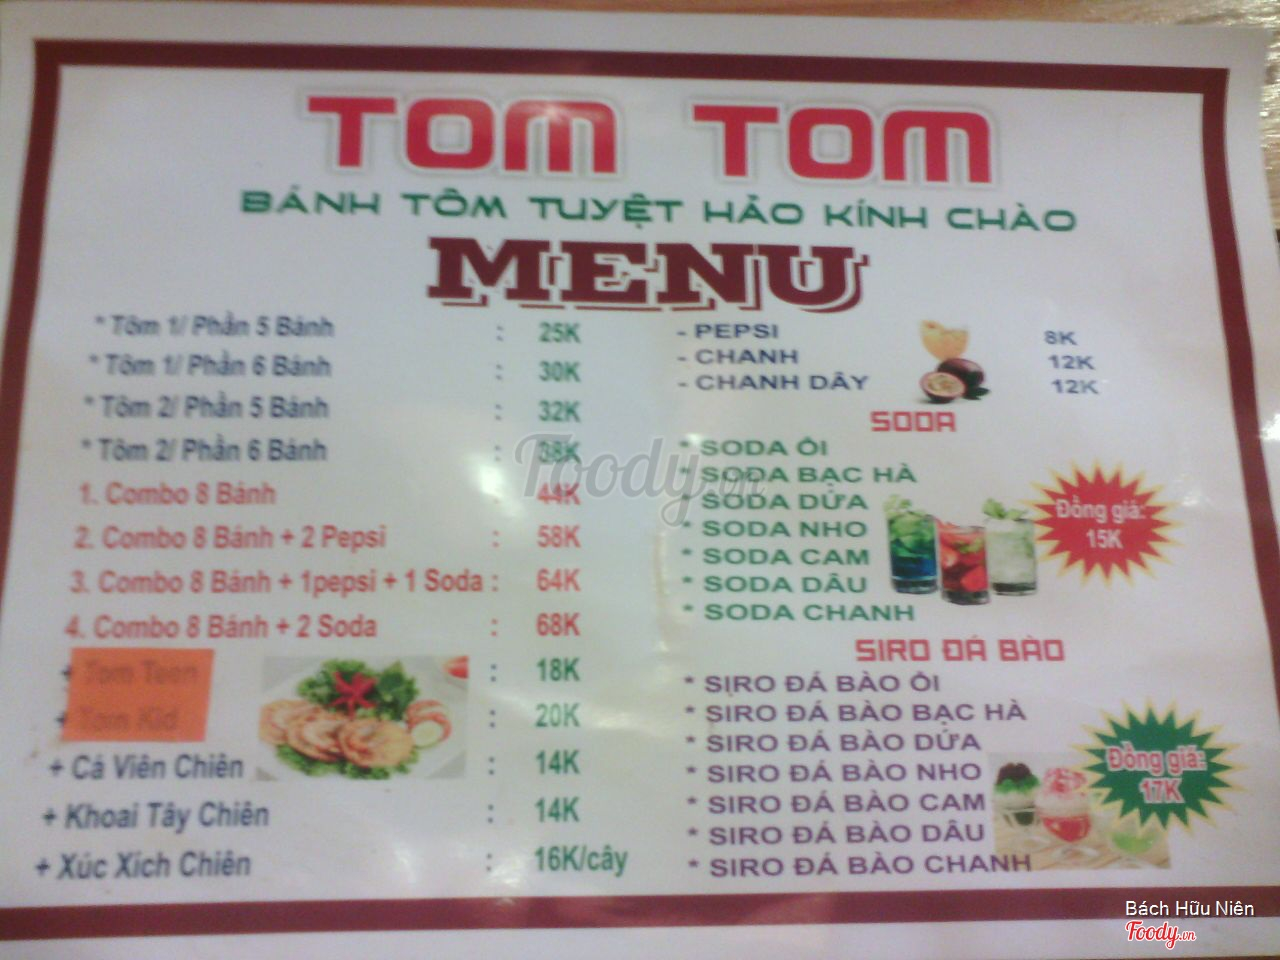 TOM TOM
BÁNH TÔM TUYỆT HẢO KÍNH CHÀO
MENU
* Tôm 1/ Phần 5 Bánh : 25K
* Tôm 1/ Phần 6 Bánh : 30K
* Tôm 2/ Phần 5 Bánh : 32K
* Tôm 2/ Phần 6 Bánh : 38K
1. Combo 8 Bánh : 44K
2. Combo 8 Bánh + 2 Pepsi : 58K
3. Combo 8 Bánh + 1pepsi + 1 Soda : 64K
4. Combo 8 Bánh + 2 Soda : 68K
+ Tom Teen : 18K
+ Tom Kid : 20K
+ Cá Viên Chiên : 14K
+ Khoai Tây Chiên : 14K
+ Xúc Xích Chiên : 16K/cây
- PEPSI 8K
- CHANH 12K
- CHANH DÂY 12K
SODA
* SODA ỔI
* SODA BẠC HÀ
* SODA DỨA
* SODA NHO
* SODA CAM
* SODA DÂU
* SODA CHANH
Đồng giá:
15K
SIRO ĐÁ BÀO
* SIRO ĐÁ BÀO ỔI
* SIRO ĐÁ BÀO BẠC HÀ
* SIRO ĐÁ BÀO DỨA
* SIRO ĐÁ BÀO NHO
* SIRO ĐÁ BÀO CAM
* SIRO ĐÁ BÀO DÂU
* SIRO ĐÁ BÀO CHANH
Đồng giá:
17K
Foody.vn
Bách Hữu Niên
Foody.vn